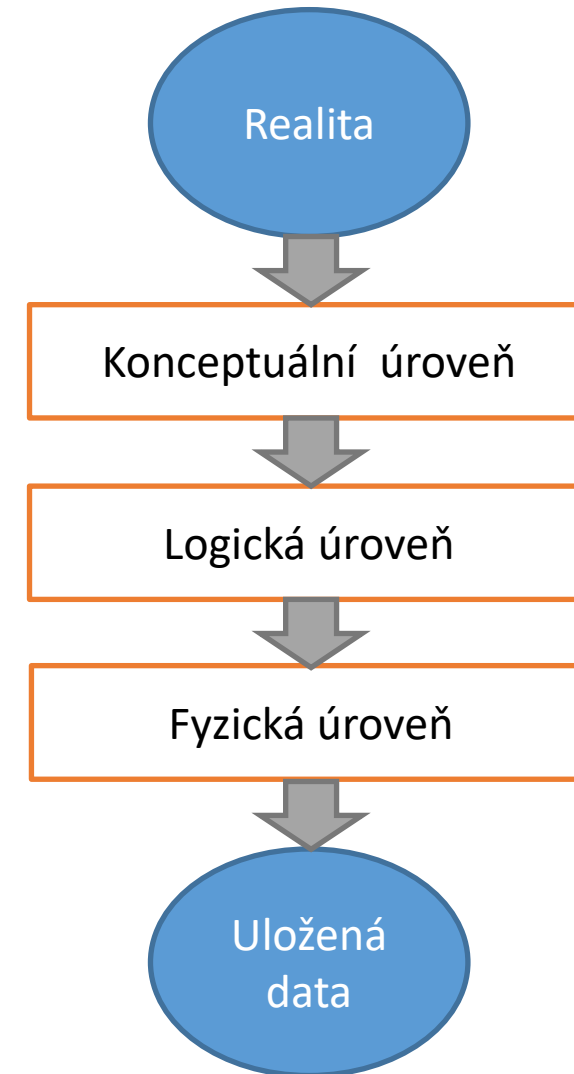 Realita
Konceptuální úroveň
Logická úroveň
Fyzická úroveň
Uložená
data